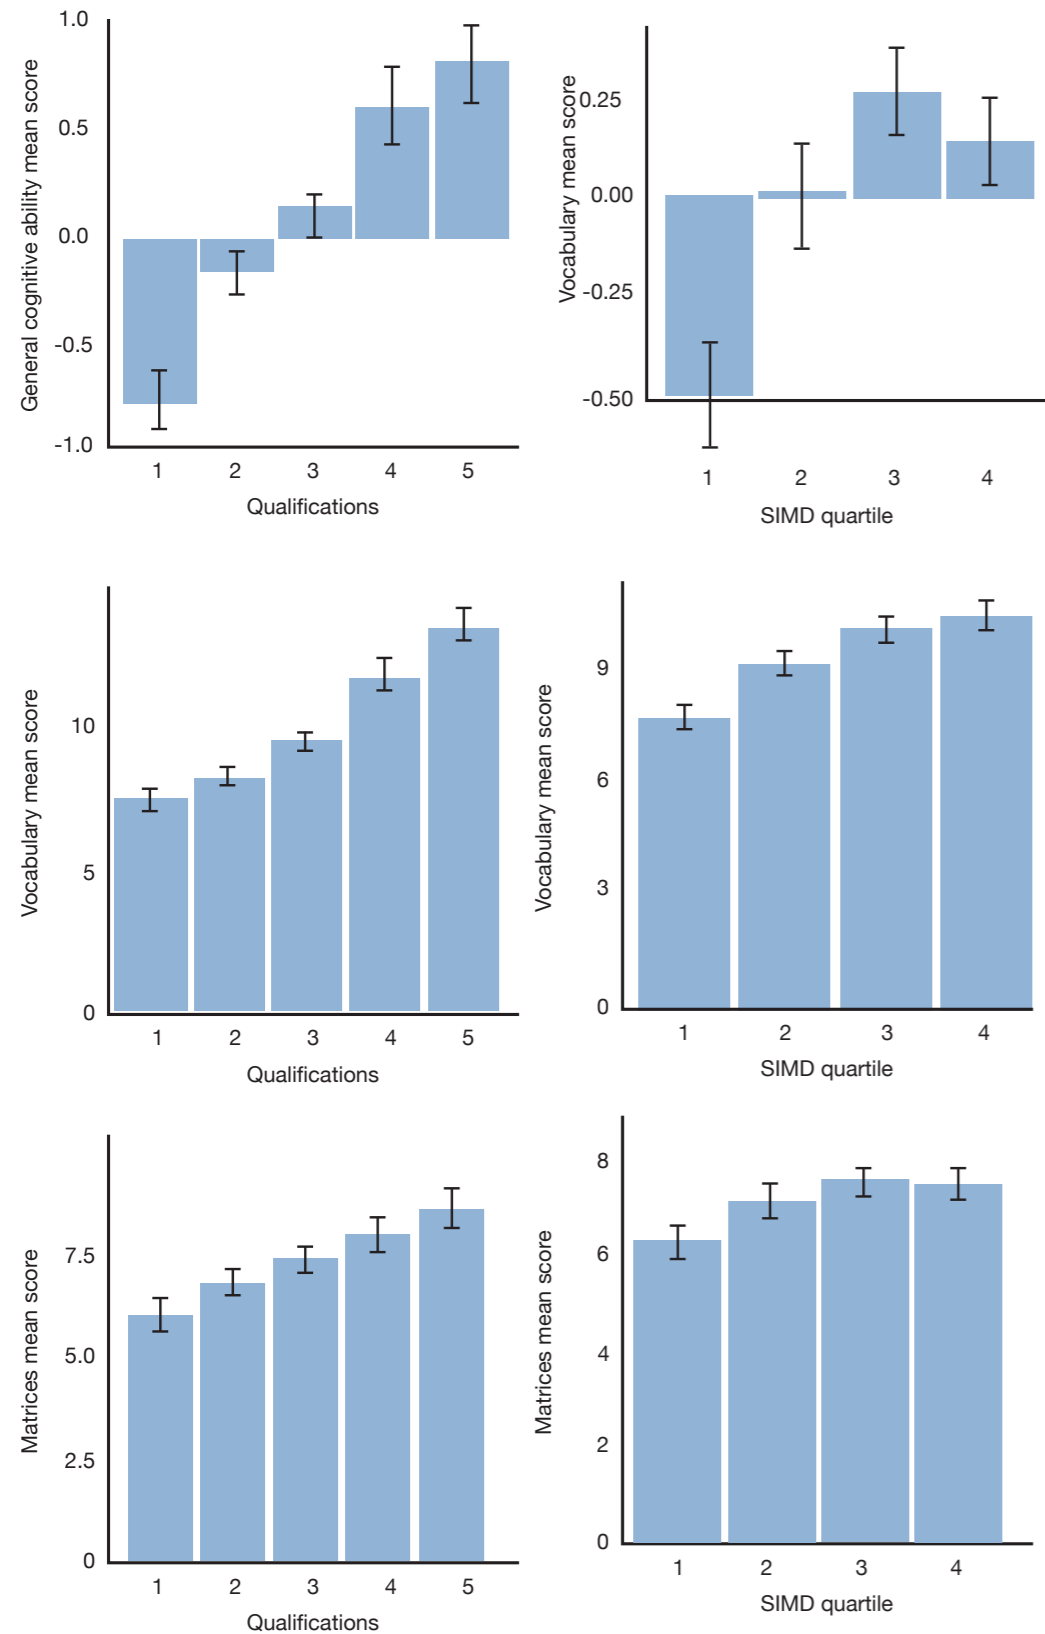 General cognitive ability mean score
1.0
0.5
0.0
-0.5
-1.0
1 2 3 4 5
Qualifications
Vocabulary mean score
0.25
0.00
-0.25
-0.50
1 2 3 4
SIMD quartile
Vocabulary mean score
10
5
0
1 2 3 4 5
Qualifications
Vocabulary mean score
9
6
3
0
1 2 3 4
SIMD quartile
Matrices mean score
7.5
5.0
2.5
0
1 2 3 4 5
Qualifications
Matrices mean score
8
6
4
2
0
1 2 3 4
SIMD quartile